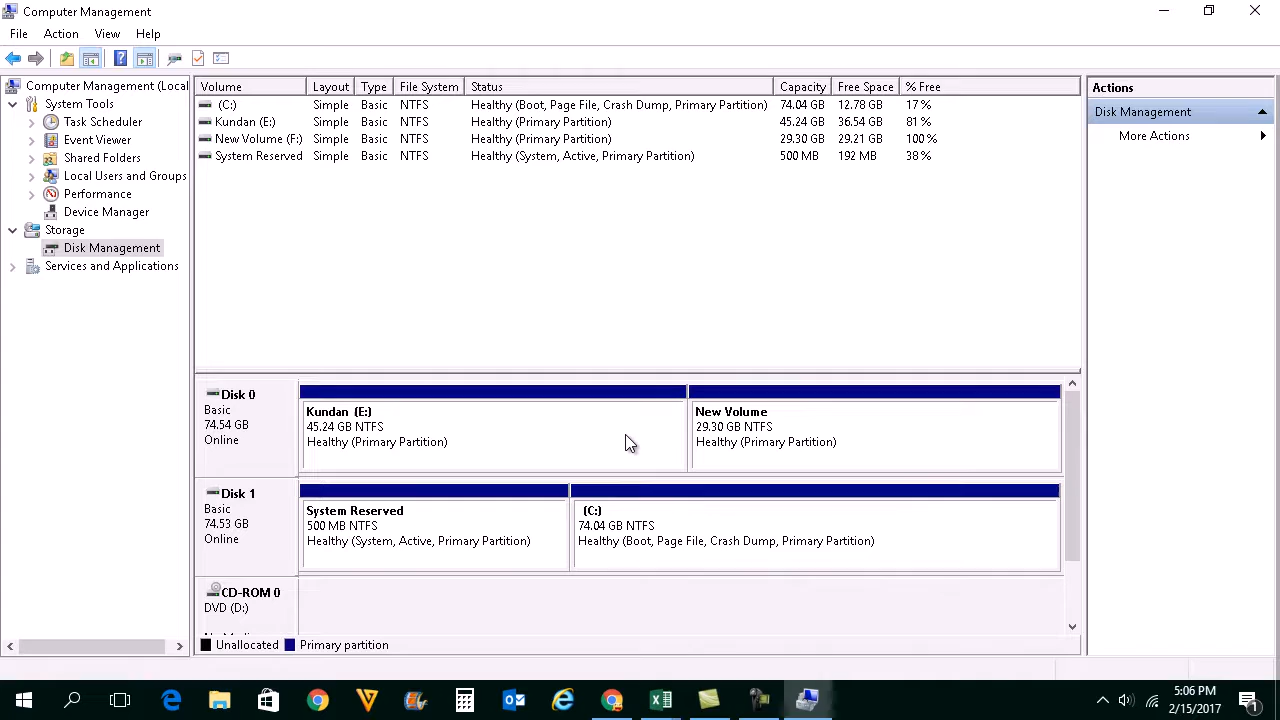 Computer Management
File Action View Help
Computer Management (Local
System Tools
Task Scheduler
Event Viewer
Shared Folders
Local Users and Groups
Performance
Device Manager
Storage
Disk Management
Services and Applications
Volume Layout Type File System Status Capacity Free Space % Free
(C:) Simple Basic NTFS Healthy (Boot, Page File, Crash Dump, Primary Partition) 74.04 GB 12.78 GB 17 %
Kundan (E:) Simple Basic NTFS Healthy (Primary Partition) 45.24 GB 36.54 GB 81 %
New Volume (F:) Simple Basic NTFS Healthy (Primary Partition) 29.30 GB 29.21 GB 100 %
System Reserved Simple Basic NTFS Healthy (System, Active, Primary Partition) 500 MB 192 MB 38 %
Disk 0
Basic
74.54 GB
Online
Kundan (E:)
45.24 GB NTFS
Healthy (Primary Partition)
New Volume
29.30 GB NTFS
Healthy (Primary Partition)
Disk 1
Basic
74.53 GB
Online
System Reserved
500 MB NTFS
Healthy (System, Active, Primary Partition)
(C:)
74.04 GB NTFS
Healthy (Boot, Page File, Crash Dump, Primary Partition)
CD-ROM 0
DVD (D:)
Unallocated Primary partition
Actions
Disk Management
More Actions
5:06 PM
2/15/2017
1